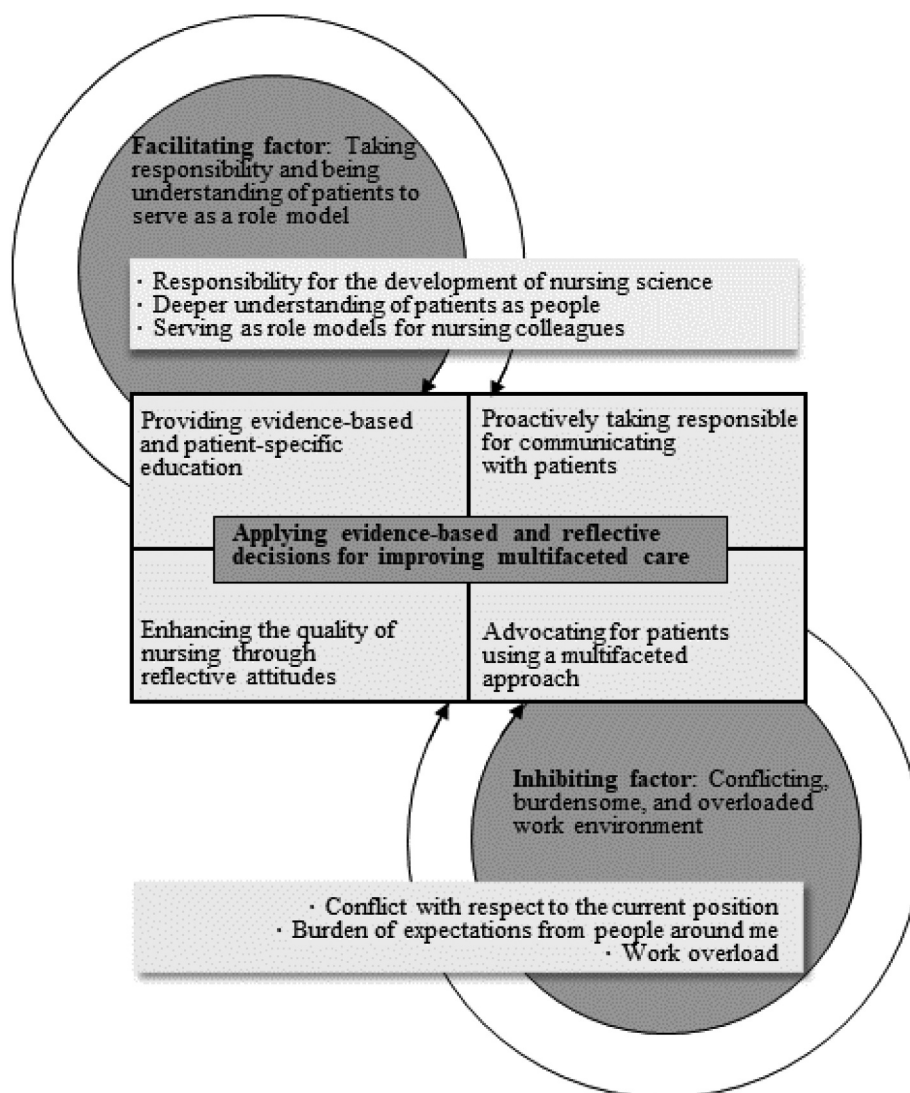 Facilitating factor: Taking
responsibility and being
understanding of patients to
serve as a role model
· Responsibility for the development of nursing science
· Deeper understanding of patients as people
· Serving as role models for nursing colleagues
Providing evidence-based
and patient-specific
education
Proactively taking responsible
for communicating
with patients
Applying evidence-based and reflective
decisions for improving multifaceted care
Enhancing the quality of
nursing through
reflective attitudes
Advocating for patients
using a multifaceted
approach
Inhibiting factor: Conflicting,
burdensome, and overloaded
work environment
· Conflict with respect to the current position
· Burden of expectations from people around me
· Work overload